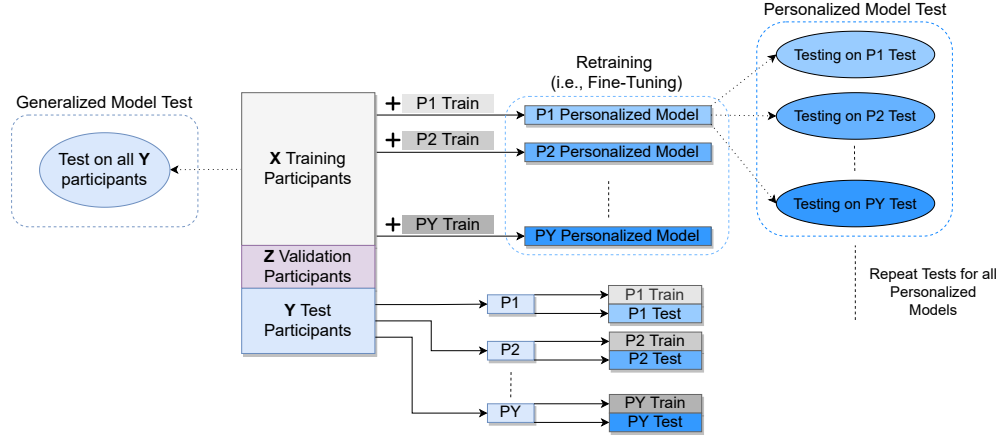 Personalized Model Test
Testing on P1 Test
Testing on P2 Test
Testing on PY Test
Repeat Tests for all
Personalized
Models
Retraining
(i.e., Fine-Tuning)
P1 Personalized Model
P2 Personalized Model
PY Personalized Model
Generalized Model Test
Test on all Y
participants
X Training
Participants
Z Validation
Participants
Y Test
Participants
+ P1 Train
+ P2 Train
+ PY Train
P1
P1 Train
P1 Test
P2
P2 Train
P2 Test
PY
PY Train
PY Test